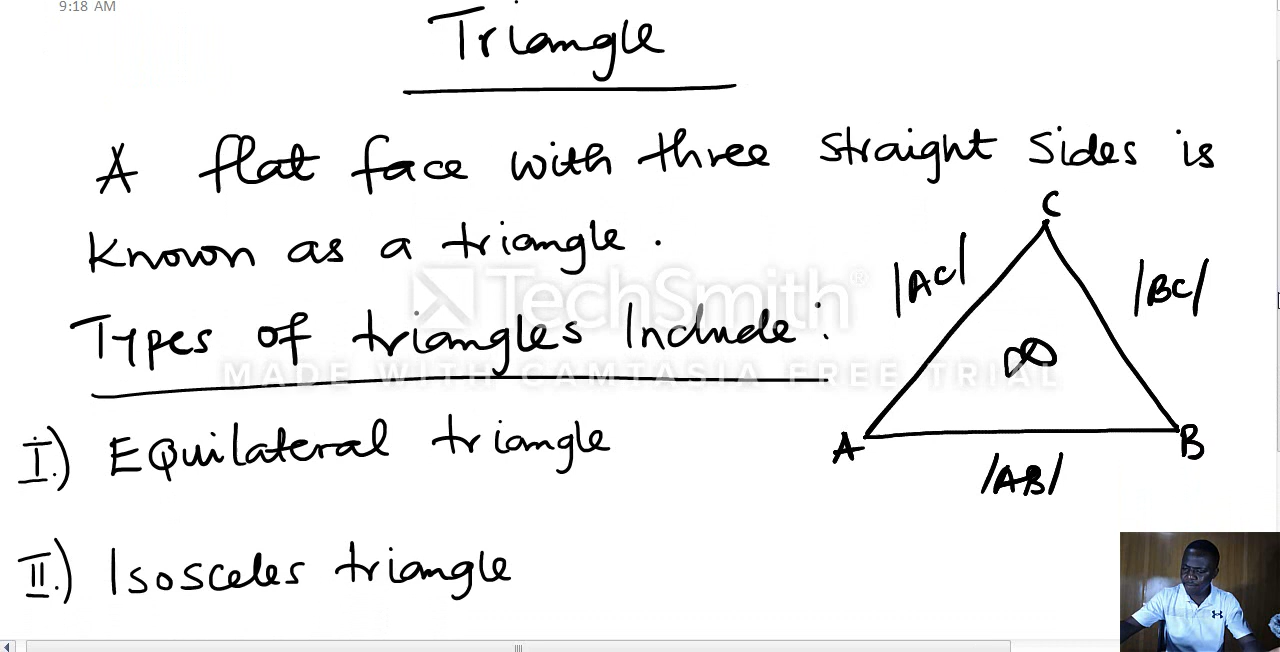 9:18 AM
Triangle
A flat face with three straight sides is
known as a triangle.
Types of triangles Include:
I.) Equilateral triangle
II.) Isosceles triangle
C
|AC|
|BC|
∞
A
B
|AB|
TechSmith®
MADE WITH CAMTASIA FREE TRIAL